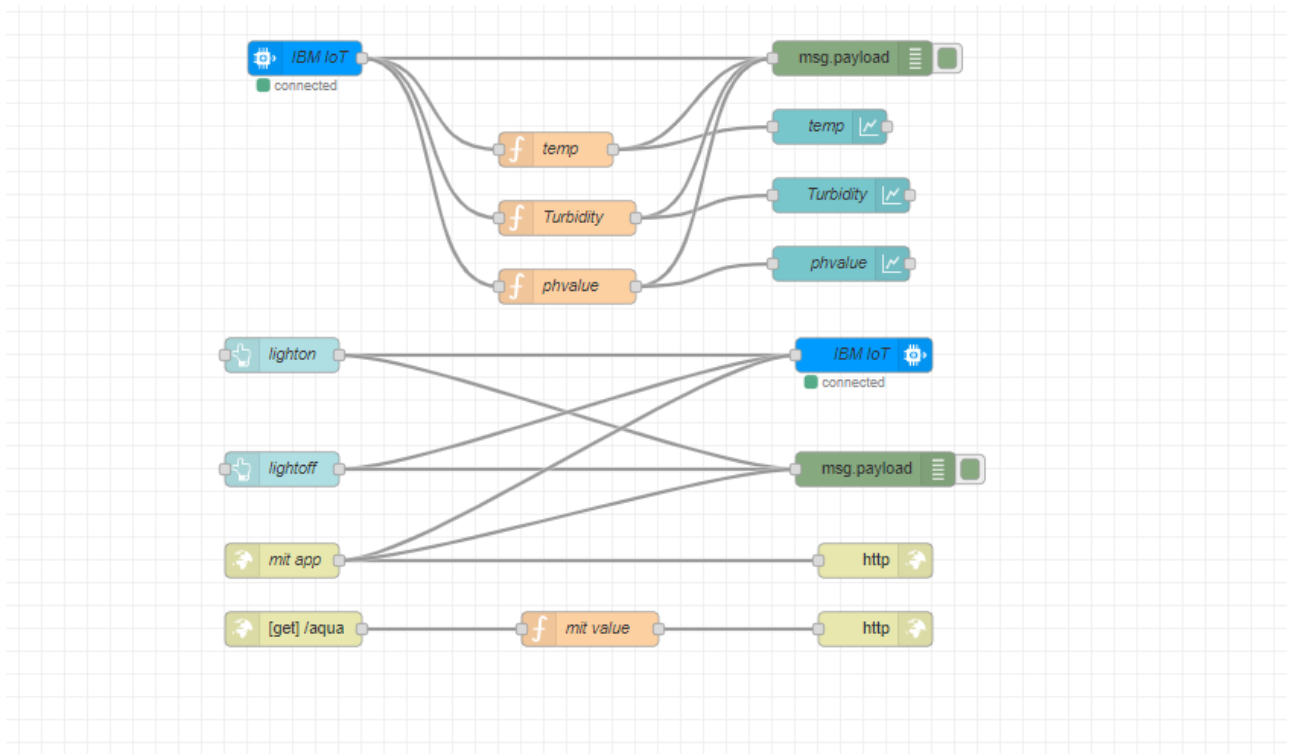 IBM IoT
connected
msg.payload
temp
temp
Turbidity
Turbidity
phvalue
phvalue
lighton
IBM IoT
connected
lightoff
msg.payload
mit app
http
[get] /aqua
mit value
http